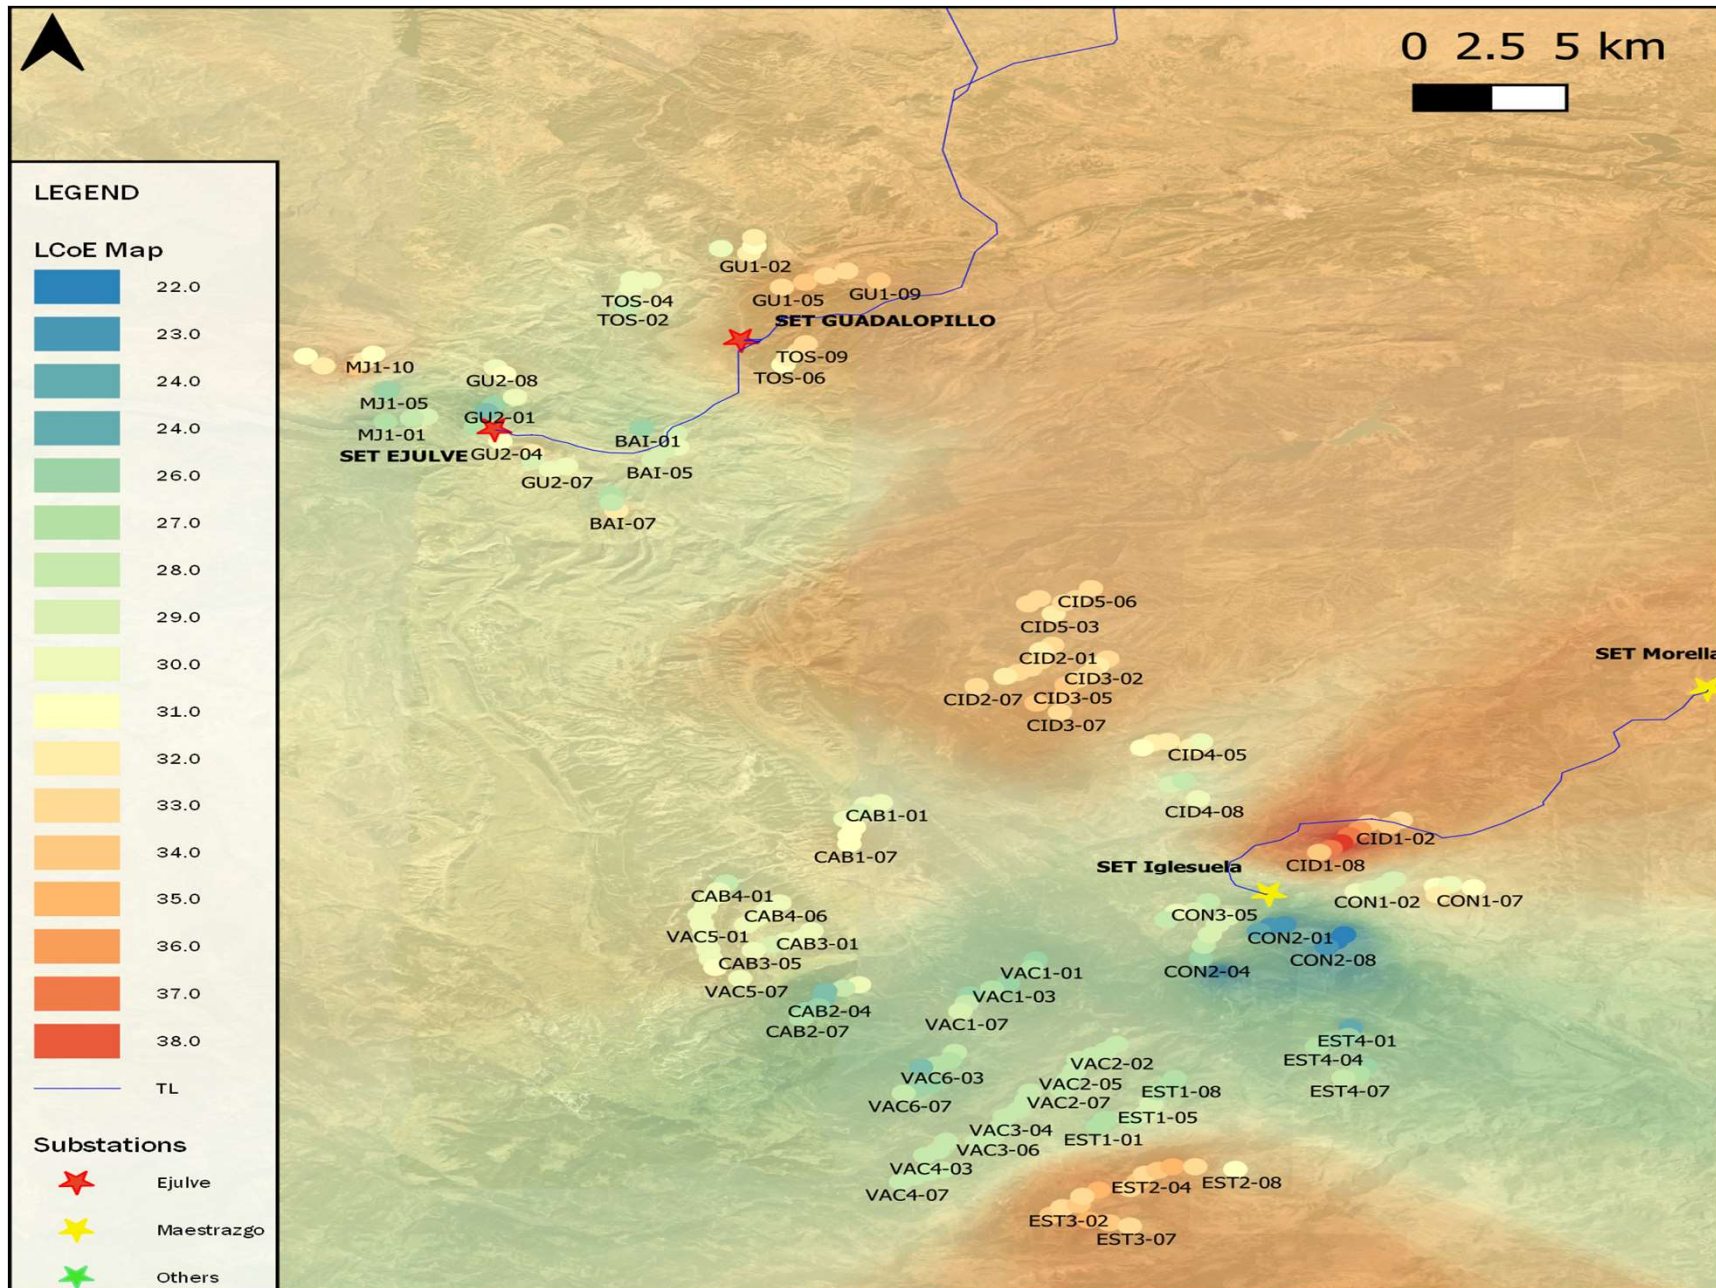 0 2.5 5 km
LEGEND
LCoE Map
22.0
23.0
24.0
24.0
26.0
27.0
28.0
29.0
30.0
31.0
32.0
33.0
34.0
35.0
36.0
37.0
38.0
TL
Substations
Ejulve
Maestrazgo
Others
GU1-02
GU1-05
GU1-09
TOS-04
TOS-02
SET GUADALOPILLO
TOS-09
TOS-06
MJ1-10
GU2-08
MJ1-05
GU2-01
MJ1-01
BAI-01
SET EJULVE
GU2-04
BAI-05
GU2-07
BAI-07
CID5-06
CID5-03
CID2-01
CID3-02
CID2-07
CID3-05
CID3-07
SET Morella
CID4-05
CID4-08
CAB1-01
CAB1-07
CID1-02
CID1-08
SET Iglesuela
CAB4-01
CAB4-06
CON3-05
CON1-02
CON1-07
VAC5-01
CAB3-01
CON2-01
CAB3-05
CON2-08
VAC5-07
VAC1-01
CON2-04
VAC1-03
CAB2-04
CAB2-07
VAC1-07
EST4-01
EST4-04
VAC2-02
VAC6-03
VAC2-05
EST1-08
EST4-07
VAC6-07
VAC2-07
EST1-05
VAC3-04
EST1-01
VAC3-06
VAC4-03
VAC4-07
EST2-04
EST2-08
EST3-02
EST3-07